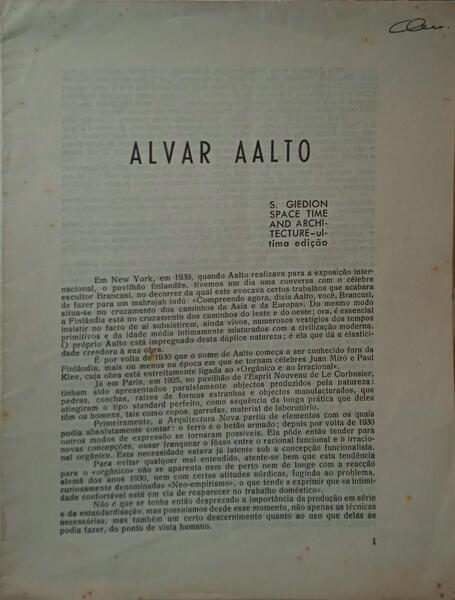 ALVAR AALTO
S. GIEDION
SPACE TIME
AND ARCHI-
TECTURE-ul-
tima edição
Em New York, em 1939, quando Aalto realizava para a exposição inter-
nacional, o pavilhão finlandês, tivemos um dia uma conversa com o célebre
escultor Brancusi, no decorrer da qual este evocava certos trabalhos que acabara
de fazer para um mahrajah indú: «Compreendo agora, dizia Aalto, você, Brancusi,
situa-se no cruzamento dos caminhos da Asia e da Europa». Do mesmo modo
a Finlândia está no cruzamento dos caminhos do leste e do oeste; ora, é essencial
insistir no facto de aí subsistirem, ainda vivos, numerosos vestígios dos tempos
primitivos e da idade média intimamente misturados com a civilização moderna.
O próprio Aalto está impregnado desta dúplice natureza; é ela que dá a elastici-
dade creadora à sua obra.
É por volta de 1930 que o nome de Aalto começa a ser conhecido fora da
Finlândia, mais ou menos na época em que se tornam célebres Juan Miró e Paul
Klee, cuja obra está estreitamente ligada ao «Orgânico e ao Irracional».
Já em Paris, em 1925, no pavilhão de l'Esprit Nouveau de Le Corbusier,
tinham sido apresentados paralelamente objectos produzidos pela natureza:
pedras, conchas, raízes de formas estranhas e objectos manufacturados, que
atingiram o tipo standard perfeito, como sequência da longa prática que deles
têm os homens, tais como copos, garrafas, material de laboratório.
Primeiramente, a Arquitectura Nova partiu de elementos com os quais
podia absolutamente contar: o ferro e o betão armado; depois por volta de 1930
outros modos de expressão se tornaram possíveis. Ela pôde então tender para
novas concepções, ousar franquear o fôsso entre o racional funcional e o irracio-
nal orgânico. Esta necessidade estava já latente sob a concepção funcionalista.
Para evitar qualquer mal entendido, atente-se bem que esta tendência
para o «orgânico» não se aparenta nem de perto nem de longe com a reacção
alemã dos anos 1930, nem com certas atitudes nórdicas, fugindo ao problema,
curiosamente denominadas «Neo-empirismo», o que tende a exprimir que «a intimi-
dade confortável está em via de reaparecer no trabalho doméstico».
Não é que se tenha então desprezado a importância da produção em série
e da estandardisação, mas possuiamos desde esse momento, não apenas as técnicas
necessárias, mas também um certo descernimento quanto ao uso que delas se
podia fazer, do ponto de vista humano.
1